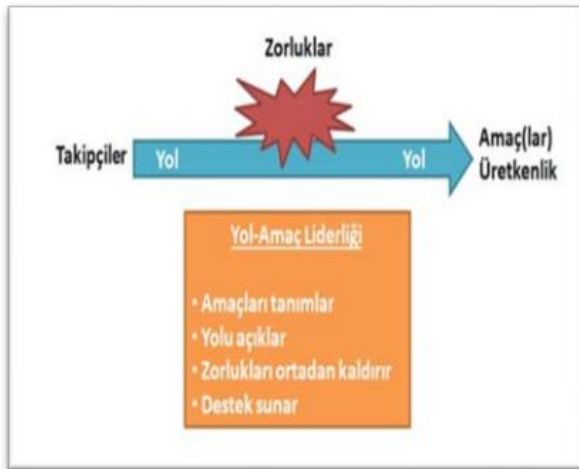 Zorluklar
Takipçiler
Yol
Yol
Amaç(lar)
Üretkenlik
Yol-Amaç Liderliği
• Amaçları tanımlar
• Yolu açıklar
• Zorlukları ortadan kaldırır
• Destek sunar